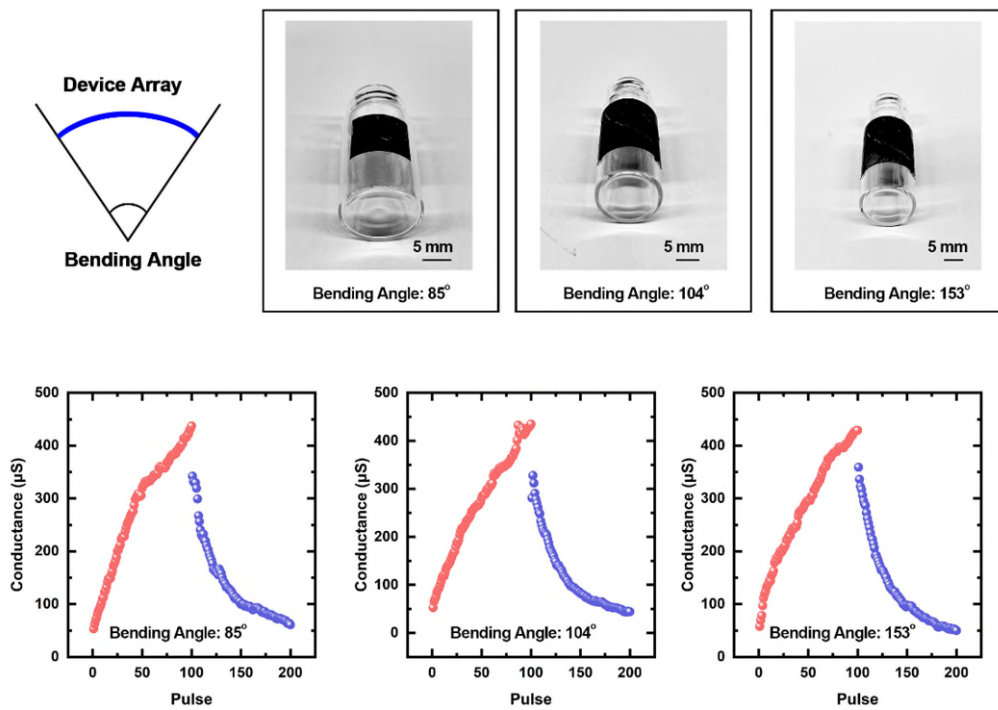 Device Array
Bending Angle
5 mm
Bending Angle: 85°
5 mm
Bending Angle: 104°
5 mm
Bending Angle: 153°
500
400
300
200
100
0
Conductance (µS)
Bending Angle: 85°
0 50 100 150 200
Pulse
500
400
300
200
100
0
Conductance (µS)
Bending Angle: 104°
0 50 100 150 200
Pulse
500
400
300
200
100
0
Conductance (µS)
Bending Angle: 153°
0 50 100 150 200
Pulse